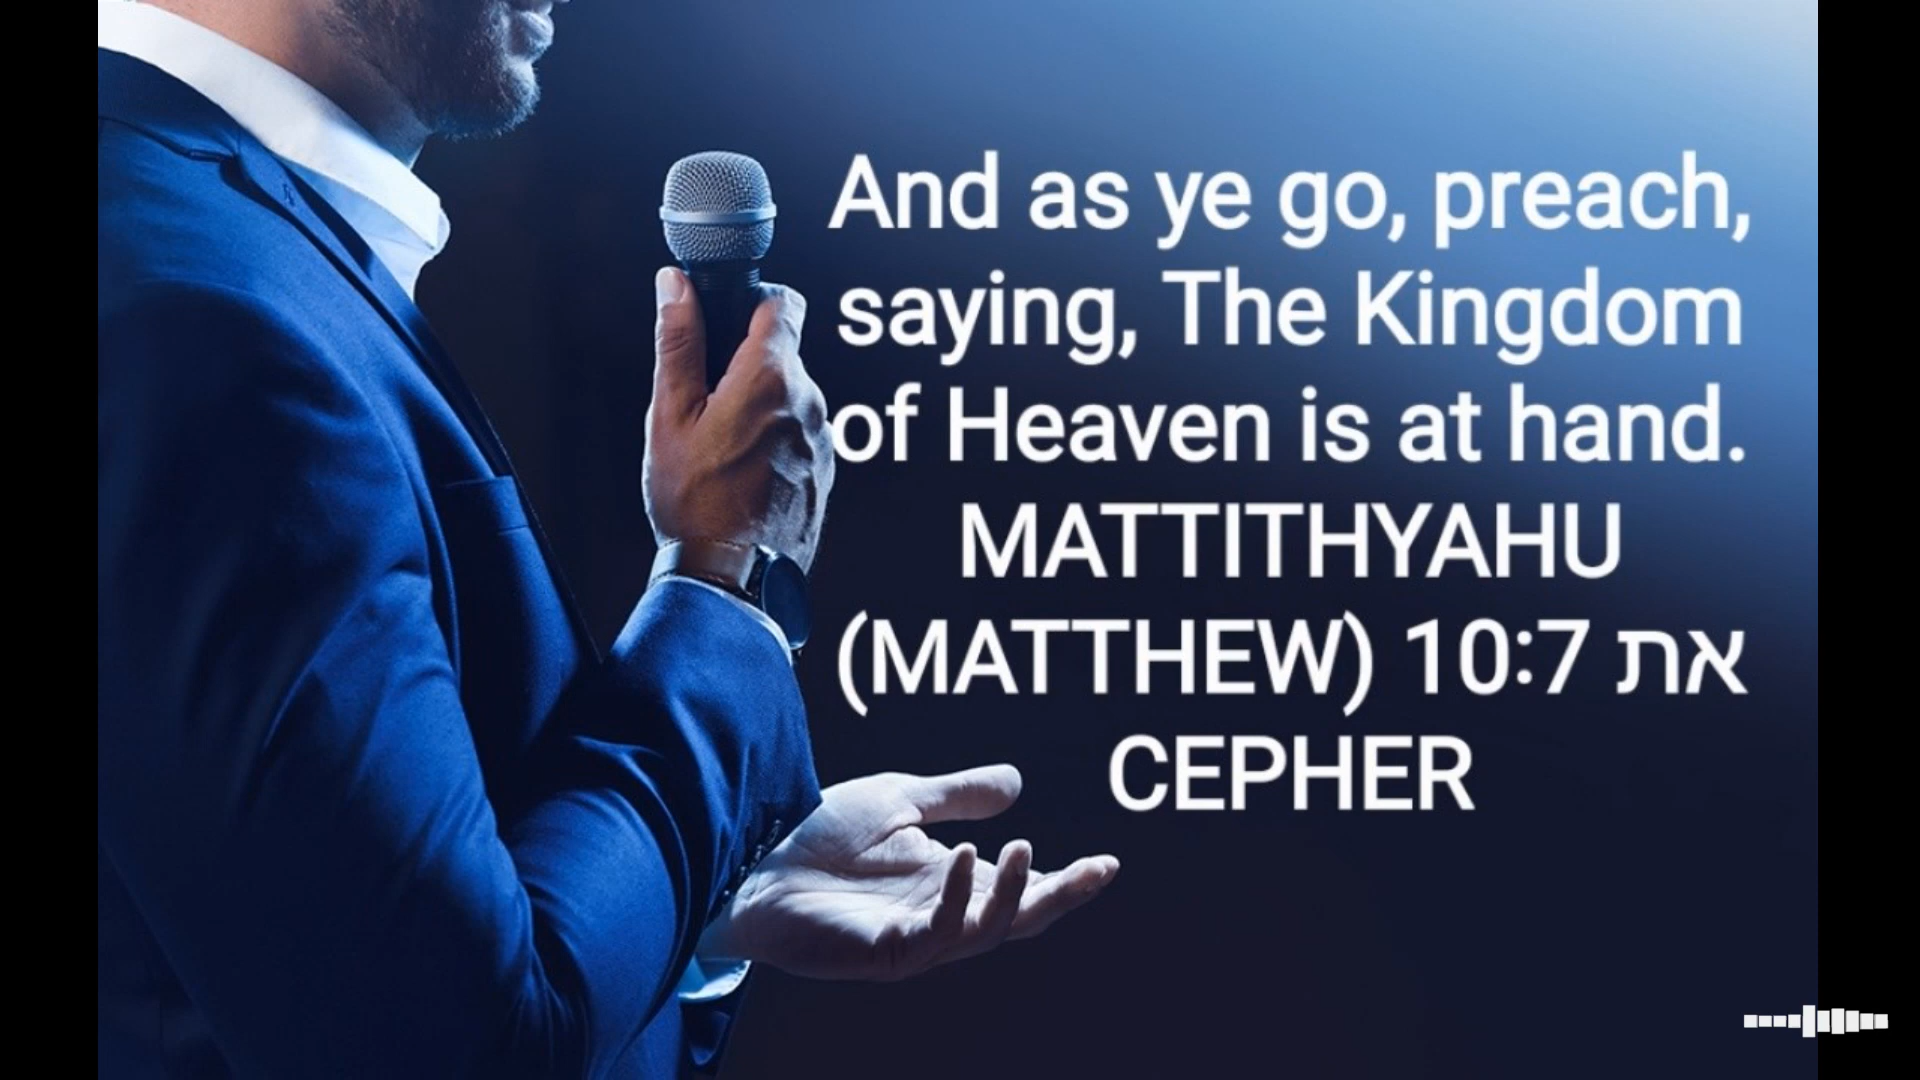 And as ye go, preach,
saying, The Kingdom
of Heaven is at hand.
MATTITHYAHU
(MATTHEW) 10:7 את
CEPHER